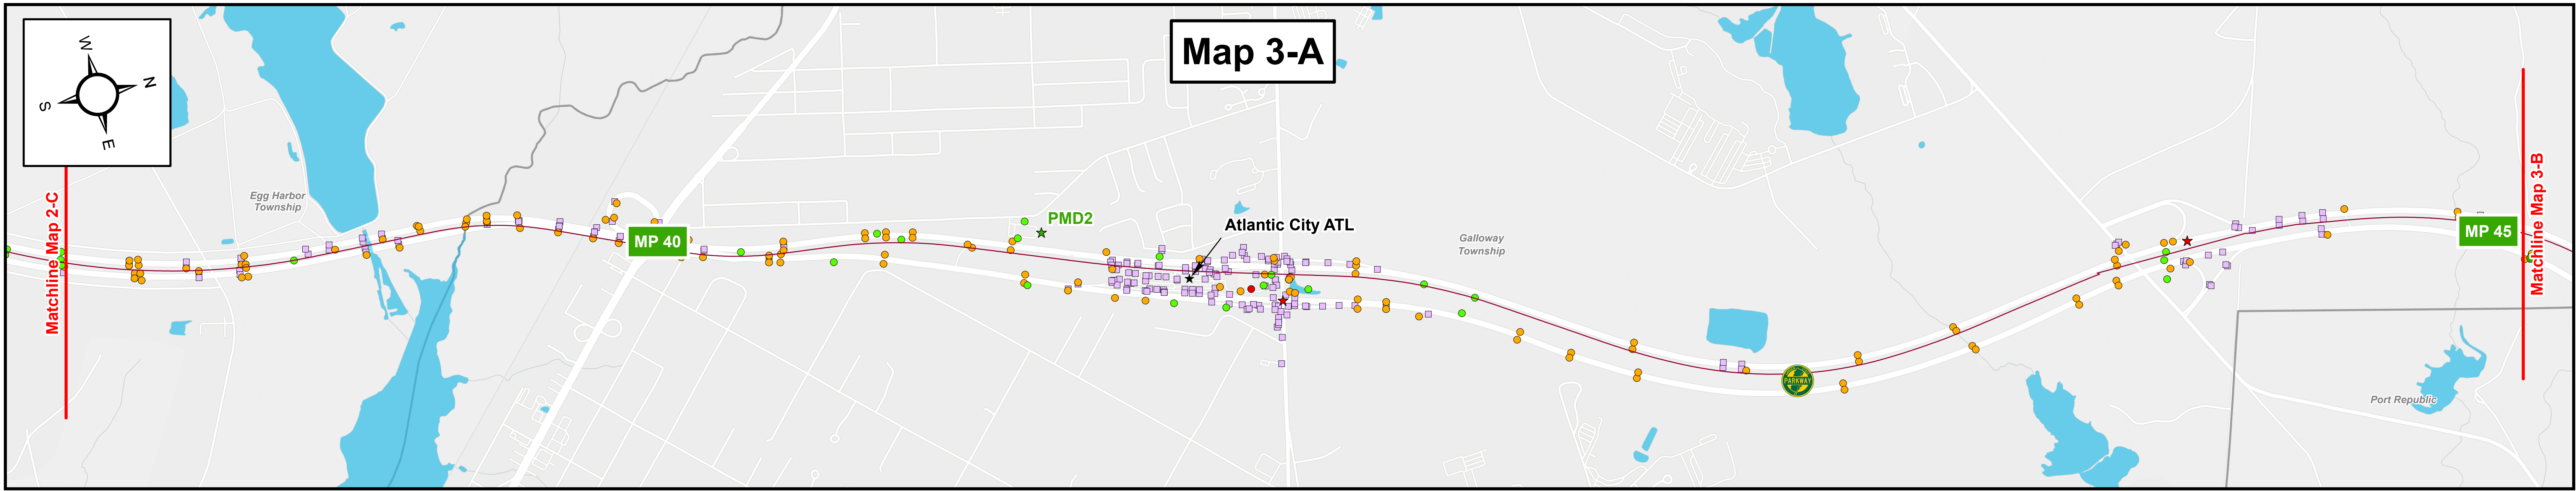 Map 3-A
W
N
S
E
Matchline Map 2-C
Egg Harbor
Township
MP 40
PMD2
Atlantic City ATL
Galloway
Township
PARKWAY
MP 45
Matchline Map 3-B
Port Republic